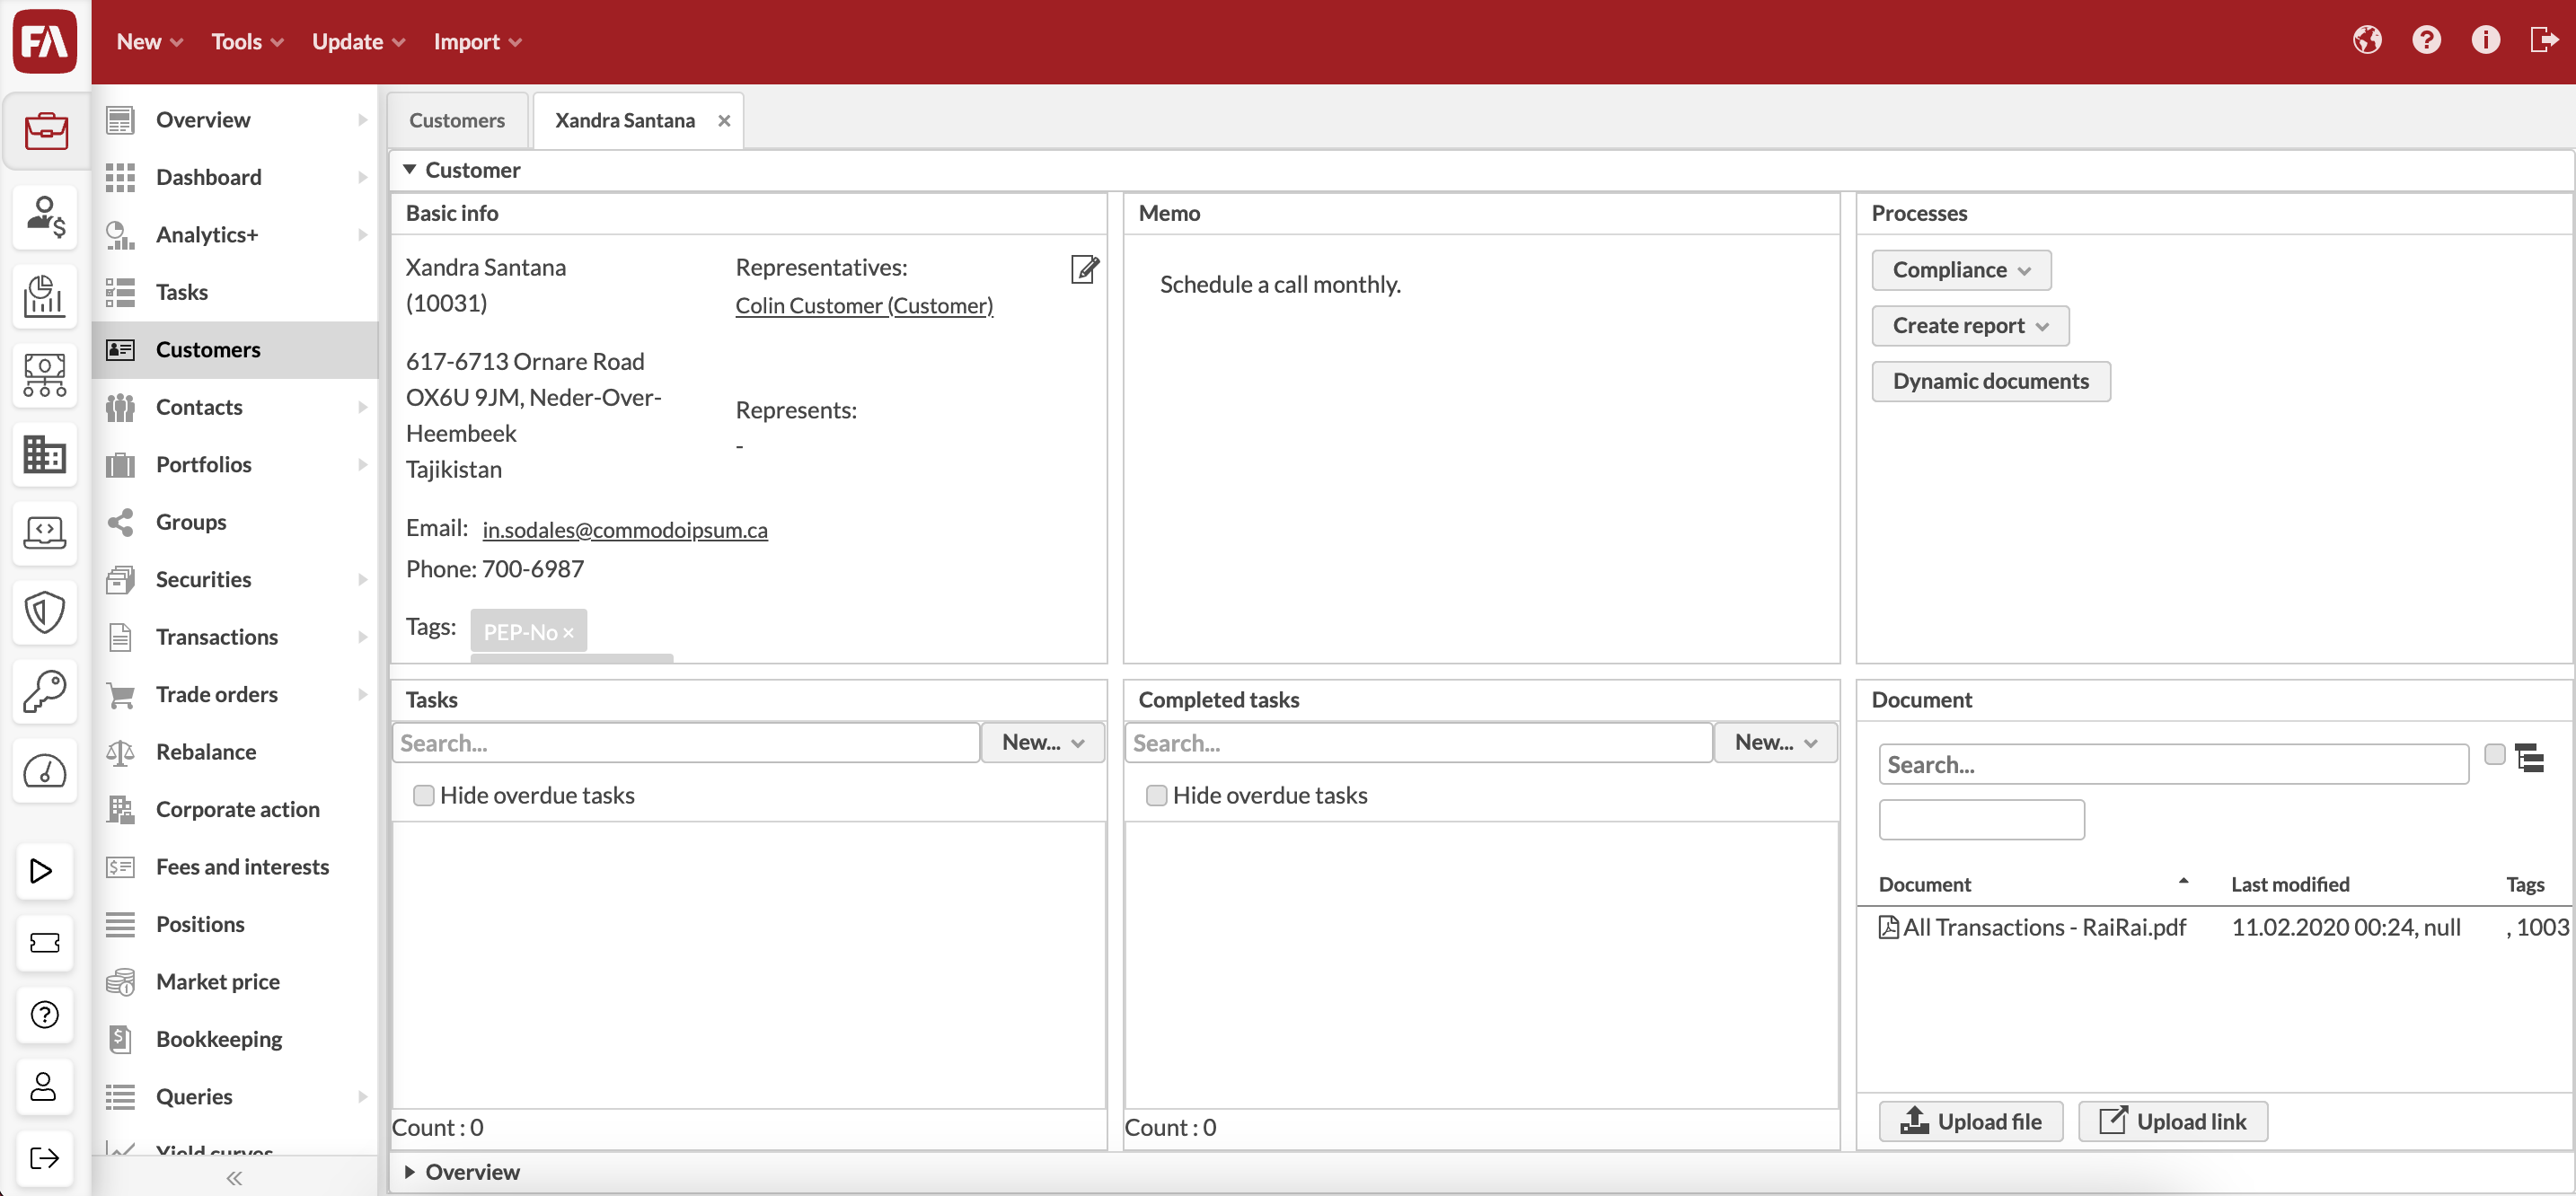 FA
New
Tools
Update
Import
Overview
Dashboard
Analytics+
Tasks
Customers
Contacts
Portfolios
Groups
Securities
Transactions
Trade orders
Rebalance
Corporate action
Fees and interests
Positions
Market price
Bookkeeping
Queries
Yield curves
Customers
Xandra Santana
Customer
Basic info
Xandra Santana
(10031)
617-6713 Ornare Road
OX6U 9JM, Neder-Over-
Heembeek
Tajikistan
Email: in.sodales@commodoipsum.ca
Phone: 700-6987
Tags: PEP-No ×
Representatives:
Colin Customer (Customer)
Represents:
-
Memo
Schedule a call monthly.
Processes
Compliance
Create report
Dynamic documents
Tasks
Search...
New...
Hide overdue tasks
Count : 0
Completed tasks
Search...
New...
Hide overdue tasks
Count : 0
Document
Search...
Document Last modified Tags
All Transactions - RaiRai.pdf 11.02.2020 00:24, null , 1003
Upload file
Upload link
Overview